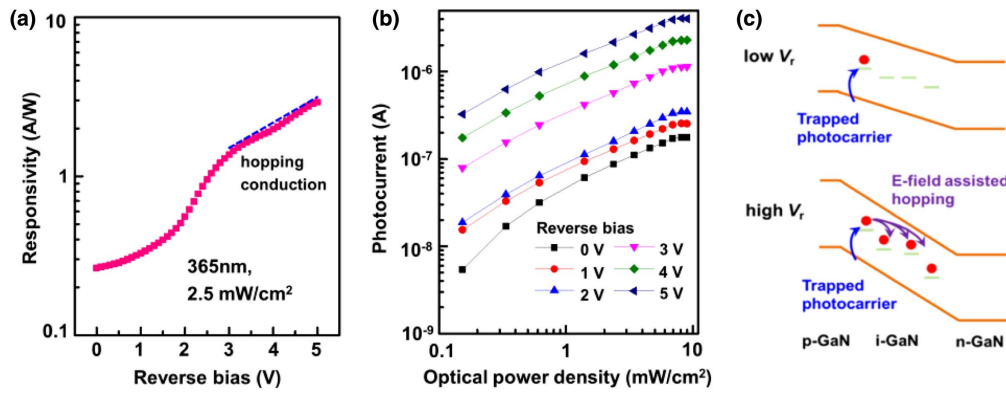 (a)
10
1
0.1
Responsivity (A/W)
hopping
conduction
365nm,
2.5 mW/cm²
0 1 2 3 4 5
Reverse bias (V)
(b)
10⁻⁶
10⁻⁷
10⁻⁸
10⁻⁹
Photocurrent (A)
Reverse bias
0 V 3 V
1 V 4 V
2 V 5 V
0.1 1 10
Optical power density (mW/cm²)
(c)
low Vr
Trapped
photocarrier
E-field assisted
hopping
high Vr
Trapped
photocarrier
p-GaN i-GaN n-GaN